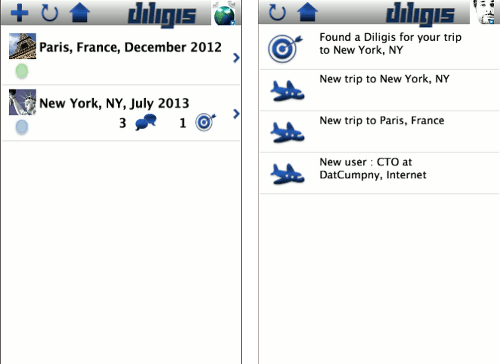 diligis
Paris, France, December 2012
New York, NY, July 2013
3 1
diligis
Found a Diligis for your trip
to New York, NY
New trip to New York, NY
New trip to Paris, France
New user : CTO at
DatCumpny, Internet